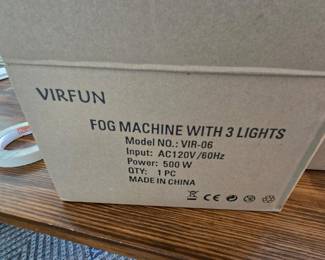 VIRFUN
FOG MACHINE WITH 3 LIGHTS
Model NO.: VIR-06
Input: AC120V/60Hz
Power: 500 W
QTY: 1 PC
MADE IN CHINA
CE